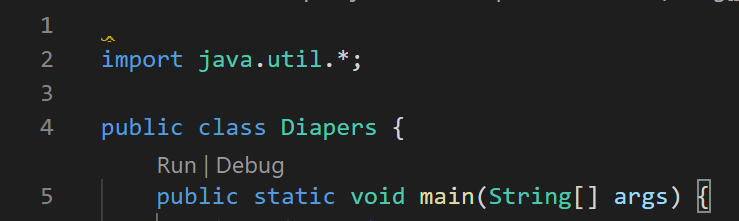 1
2 import java.util.*;
3
4 public class Diapers {
Run | Debug
5 public static void main(String[] args) {